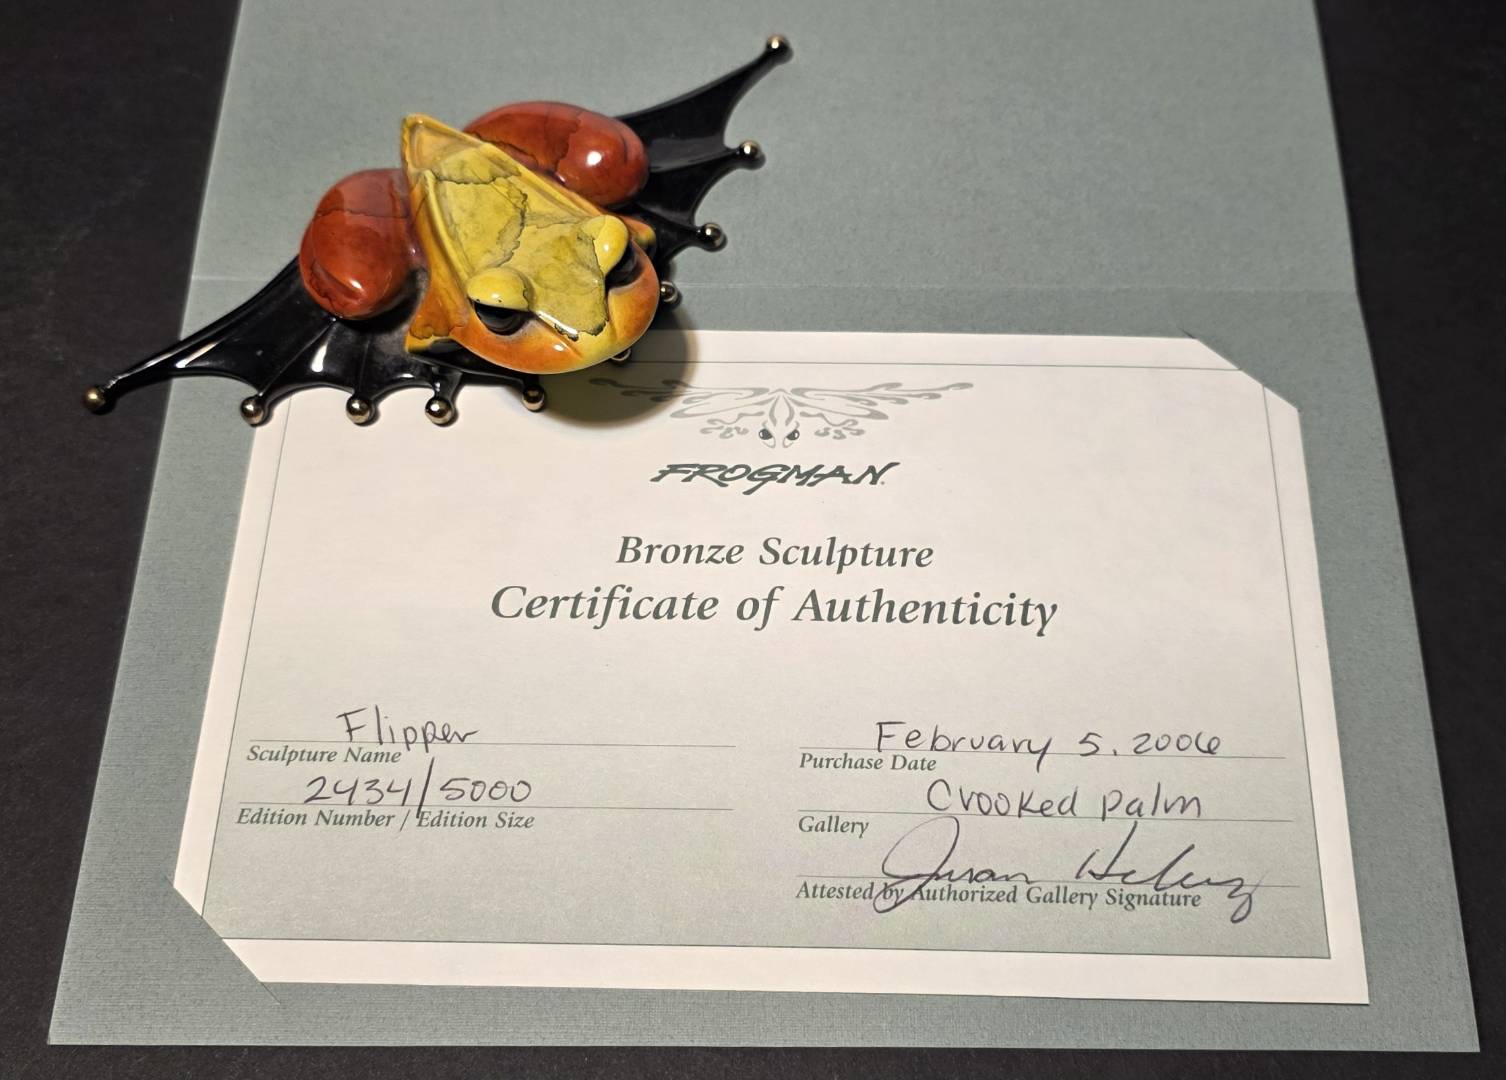 FROGMAN
Bronze Sculpture
Certificate of Authenticity
Flipper
Sculpture Name
2434/5000
Edition Number / Edition Size
February 5, 2006
Purchase Date
Crooked Palm
Gallery
Attested by Authorized Gallery Signature